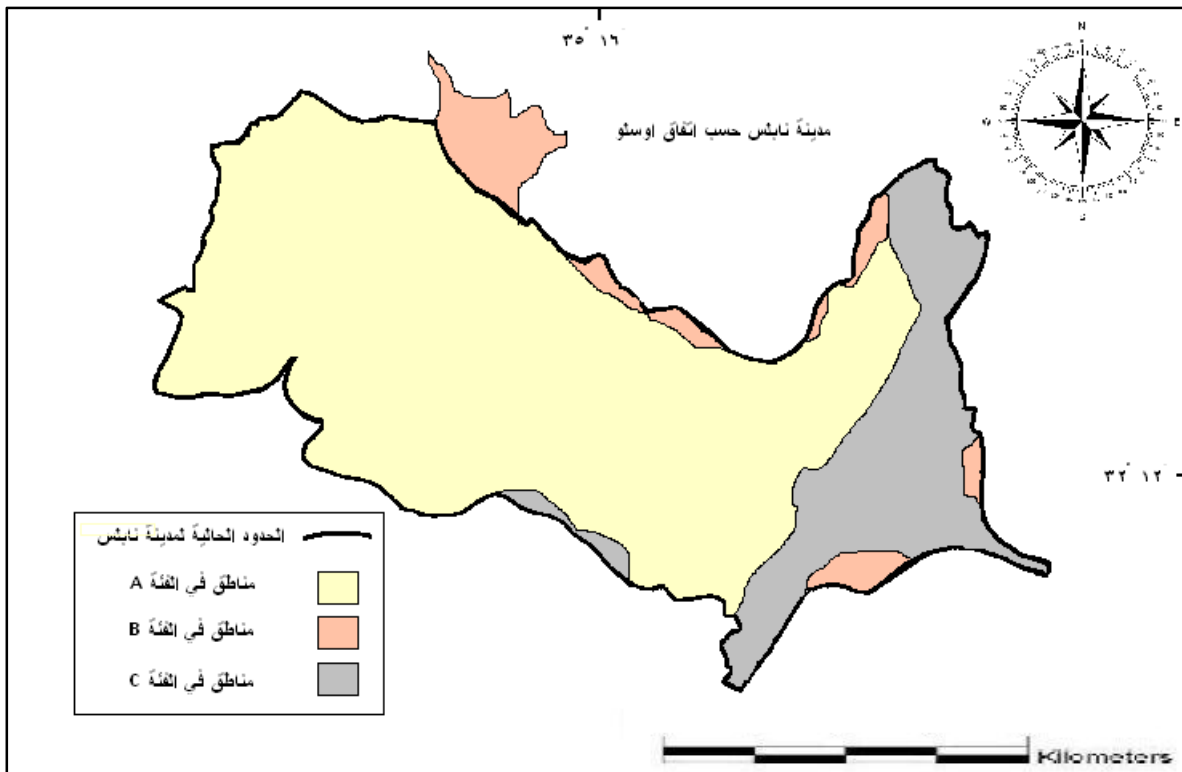 ٣٥° ١٦'
N
مدينة نابلس حسب اتفاق اوسلو
E
S
٣٢° ١٢'
الحدود الحالية لمدينة نابلس
مناطق في الفئة A
مناطق في الفئة B
مناطق في الفئة C
Kilometers